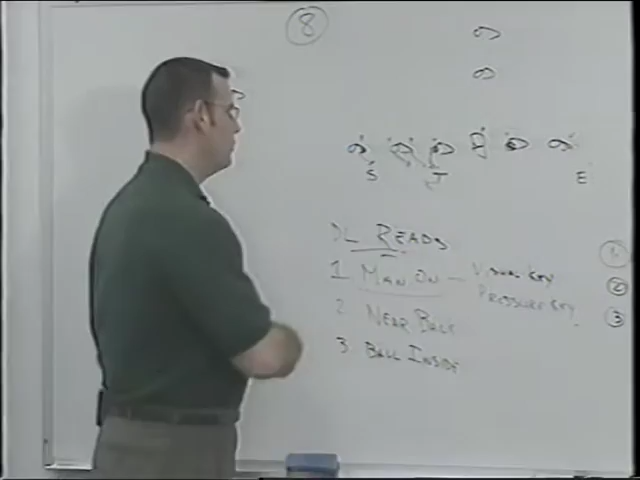 8
S T E
DL READS
1 MAN ON - Visual Key
Pressure Key
2 NEAR BACK
3 BALL INSIDE
1
2
3